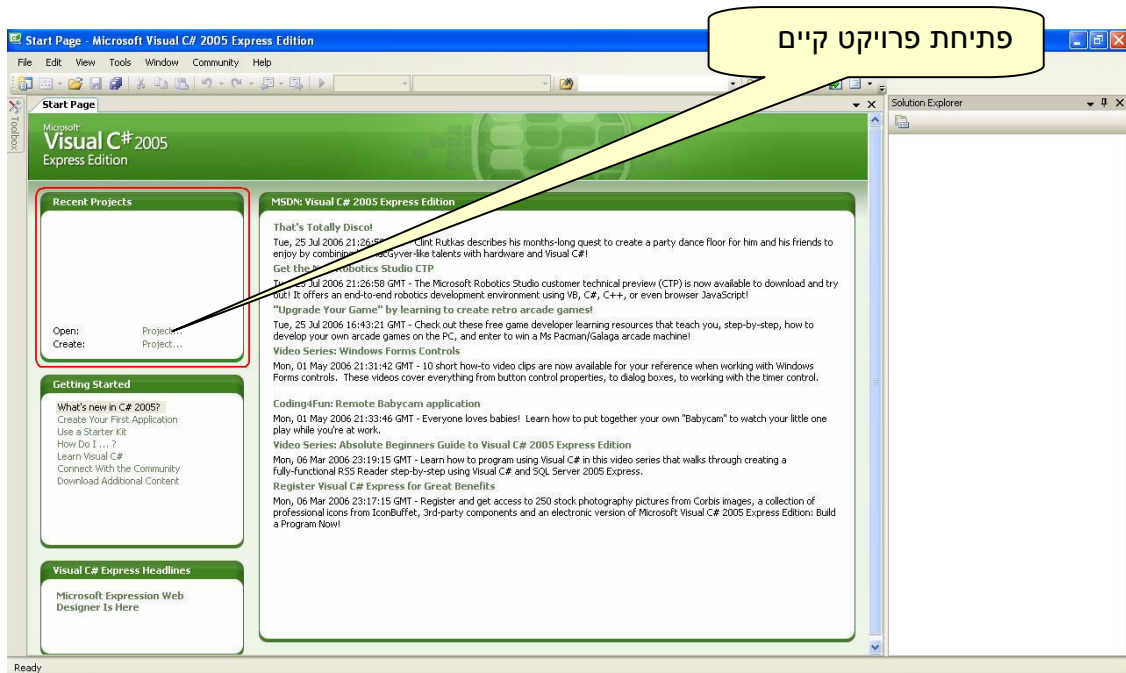 פתיחת פרויקט קיים
Start Page - Microsoft Visual C# 2005 Express Edition
File Edit View Tools Window Community Help
Toolbox
Start Page
Solution Explorer
Microsoft
Visual C# 2005
Express Edition
Recent Projects
Open: Project...
Create: Project...
Getting Started
What's new in C# 2005?
Create Your First Application
Use a Starter Kit
How Do I ... ?
Learn Visual C#
Connect With the Community
Download Additional Content
Visual C# Express Headlines
Microsoft Expression Web
Designer Is Here
MSDN: Visual C# 2005 Express Edition
That's Totally Disco!
Tue, 25 Jul 2006 Clint Rutkas describes his months-long quest to create a party dance floor for him and his friends to
enjoy by combining MacGyver-like talents with hardware and Visual C#!
Get the Robotics Studio CTP
Tue, 25 Jul 2006 21:26:58 GMT - The Microsoft Robotics Studio customer technical preview (CTP) is now available to download and try
out! It offers an end-to-end robotics development environment using VB, C#, C++, or even browser JavaScript!
"Upgrade Your Game" by learning to create retro arcade games!
Tue, 25 Jul 2006 16:43:21 GMT - Check out these free game developer learning resources that teach you, step-by-step, how to
develop your own arcade games on the PC, and enter to win a Ms Pacman/Galaga arcade machine!
Video Series: Windows Forms Controls
Mon, 01 May 2006 21:31:42 GMT - 10 short how-to video clips are now available for your reference when working with Windows
Forms controls. These videos cover everything from button control properties, to dialog boxes, to working with the timer control.
Coding4Fun: Remote Babycam application
Mon, 01 May 2006 21:33:46 GMT - Everyone loves babies! Learn how to put together your own "Babycam" to watch your little one
play while you're at work.
Video Series: Absolute Beginners Guide to Visual C# 2005 Express Edition
Mon, 06 Mar 2006 23:19:15 GMT - Learn how to program using Visual C# in this video series that walks through creating a
fully-functional RSS Reader step-by-step using Visual C# and SQL Server 2005 Express.
Register Visual C# Express for Great Benefits
Mon, 06 Mar 2006 23:17:15 GMT - Register and get access to 250 stock photography pictures from Corbis images, a collection of
professional icons from IconBuffet, 3rd-party components and an electronic version of Microsoft Visual C# 2005 Express Edition: Build
a Program Now!
Ready